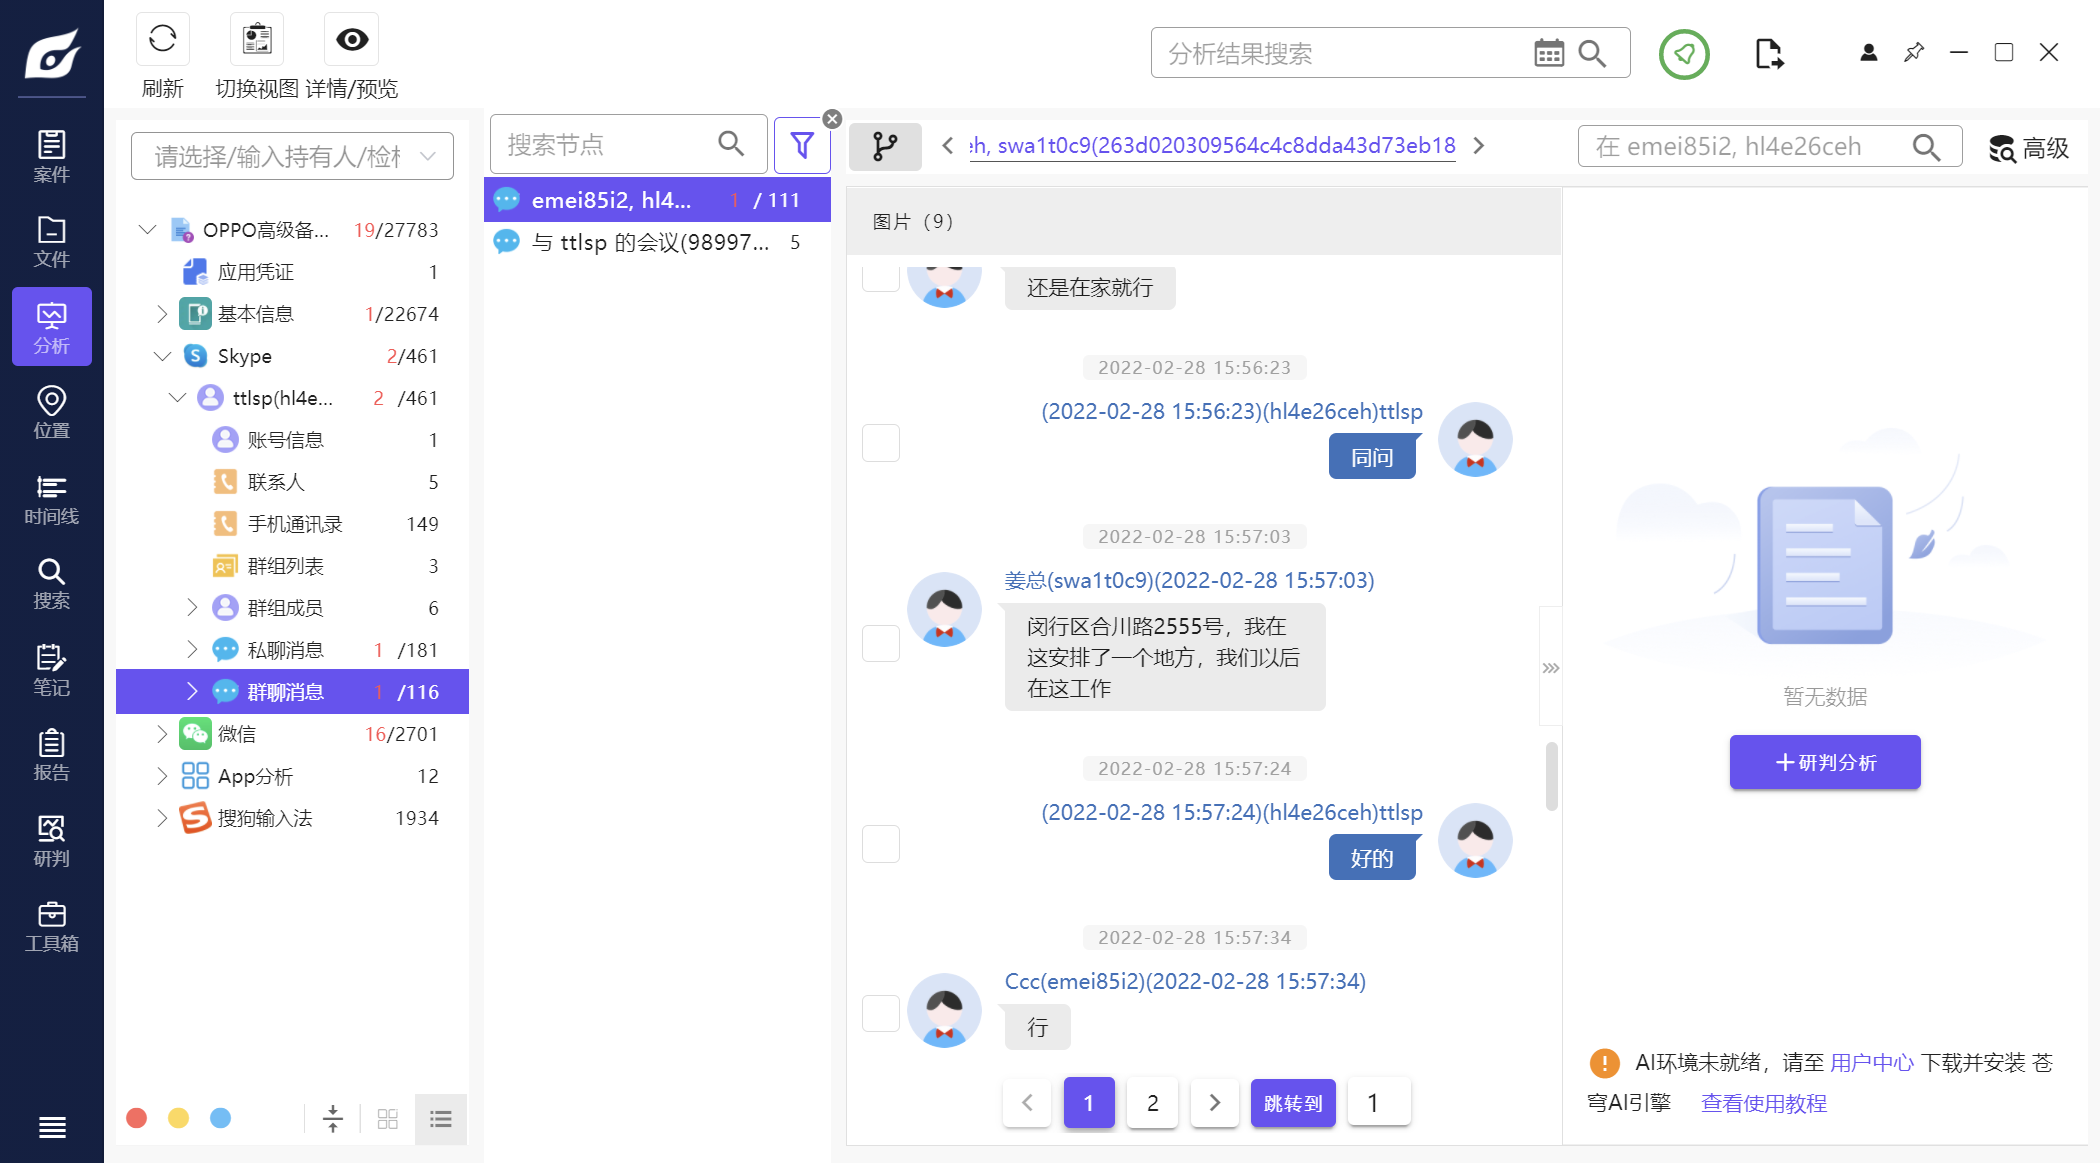 刷新
切换视图
详情/预览
分析结果搜索
案件
文件
分析
位置
时间线
搜索
笔记
报告
研判
工具箱
请选择/输入持有人/检材
OPPO高级备... 19/27783
应用凭证 1
基本信息 1/22674
Skype 2/461
ttlsp(hl4e... 2 /461
账号信息 1
联系人 5
手机通讯录 149
群组列表 3
群组成员 6
私聊消息 1 /181
群聊消息 1 /116
微信 16/2701
App分析 12
搜狗输入法 1934
搜索节点
emei85i2, hl4... 1 / 111
与 ttlsp 的会议(98997... 5
eh, swa1t0c9(263d020309564c4c8dda43d73eb18
在 emei85i2, hl4e26ceh
高级
图片（9）
还是在家就行
2022-02-28 15:56:23
(2022-02-28 15:56:23)(hl4e26ceh)ttlsp
同问
2022-02-28 15:57:03
姜总(swa1t0c9)(2022-02-28 15:57:03)
闵行区合川路2555号，我在
这安排了一个地方，我们以后
在这工作
2022-02-28 15:57:24
(2022-02-28 15:57:24)(hl4e26ceh)ttlsp
好的
2022-02-28 15:57:34
Ccc(emei85i2)(2022-02-28 15:57:34)
行
1 2 跳转到 1
暂无数据
研判分析
AI环境未就绪，请至 用户中心 下载并安装 苍
穹AI引擎 查看使用教程